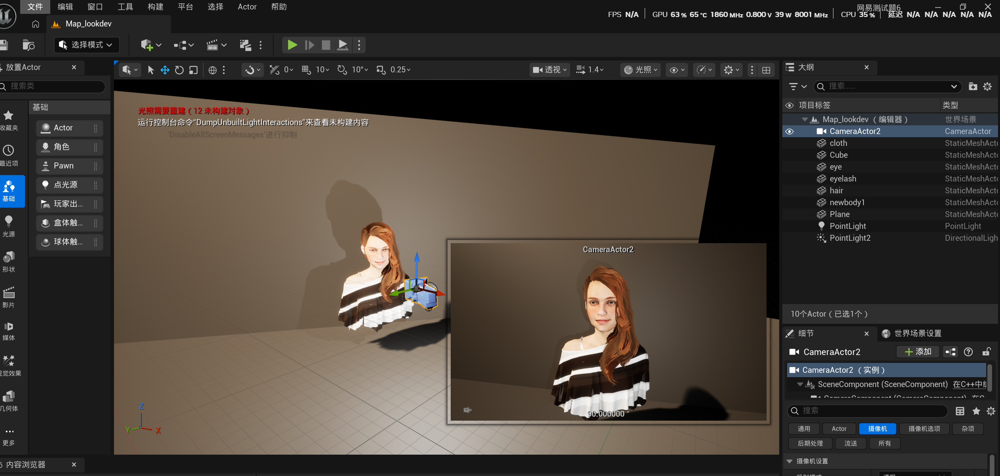 文件 编辑 窗口 工具 构建 平台 选择 Actor 帮助
网易测试题6
FPS N/A GPU 63 % 65 °C 1860 MHz 0.800 V 39 W 8001 MHz CPU 35 % 延迟 N/A N/A N/A N/A N/A
Map_lookdev
选择模式
放置Actor
搜索类
收藏夹
最近项
基础
光源
形状
影片
媒体
视觉效果
几何体
更多
基础
Actor
角色
Pawn
点光源
玩家出...
盒体触...
球体触...
0 10 10° 0.25 透视 1.4 光照
光照需要重建（12 未构建对象）
运行控制台命令“DumpUnbuiltLightInteractions”来查看未构建内容
'DisableAllScreenMessages'进行抑制
CameraActor2
90.000000 °
Z
Y X
大纲
搜索......
项目标签 类型
Map_lookdev （编辑器） 世界场景
CameraActor2 CameraActor
cloth StaticMeshActo
Cube StaticMeshActo
eye StaticMeshActo
eyelash StaticMeshActo
hair StaticMeshActo
newbody1 StaticMeshActo
Plane StaticMeshActo
PointLight PointLight
PointLight2 DirectionalLigh
10个Actor（已选1个）
细节 世界场景设置
CameraActor2 添加
CameraActor2 （实例）
SceneComponent (SceneComponent) 在C++中编
CameraComponent (CameraComponent) 在C
搜索
通用 Actor 摄像机 摄像机选项 杂项
后期处理 流送 所有
摄像机设置
内容浏览器